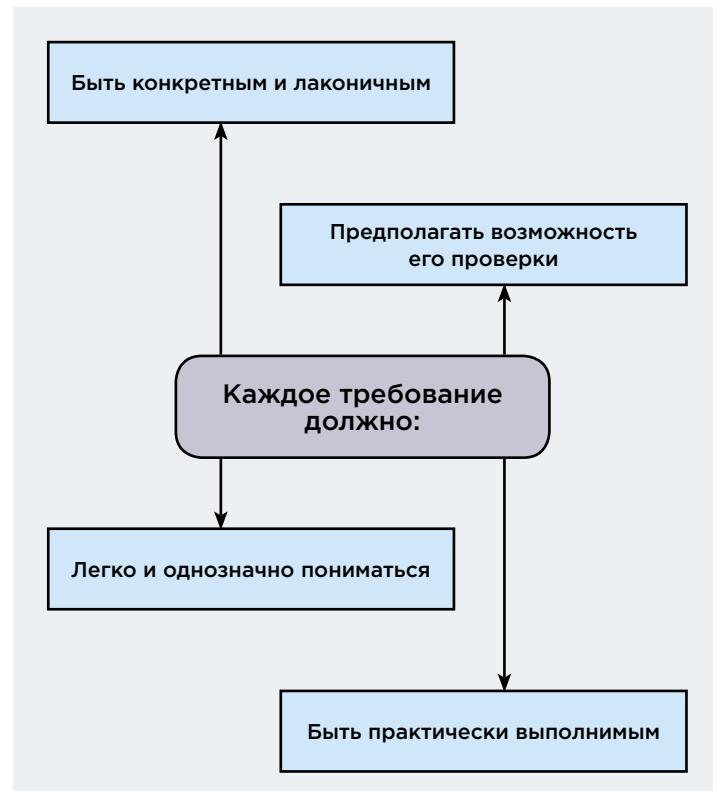 Быть конкретным и лаконичным
Предполагать возможность
его проверки
Каждое требование
должно:
Легко и однозначно пониматься
Быть практически выполнимым